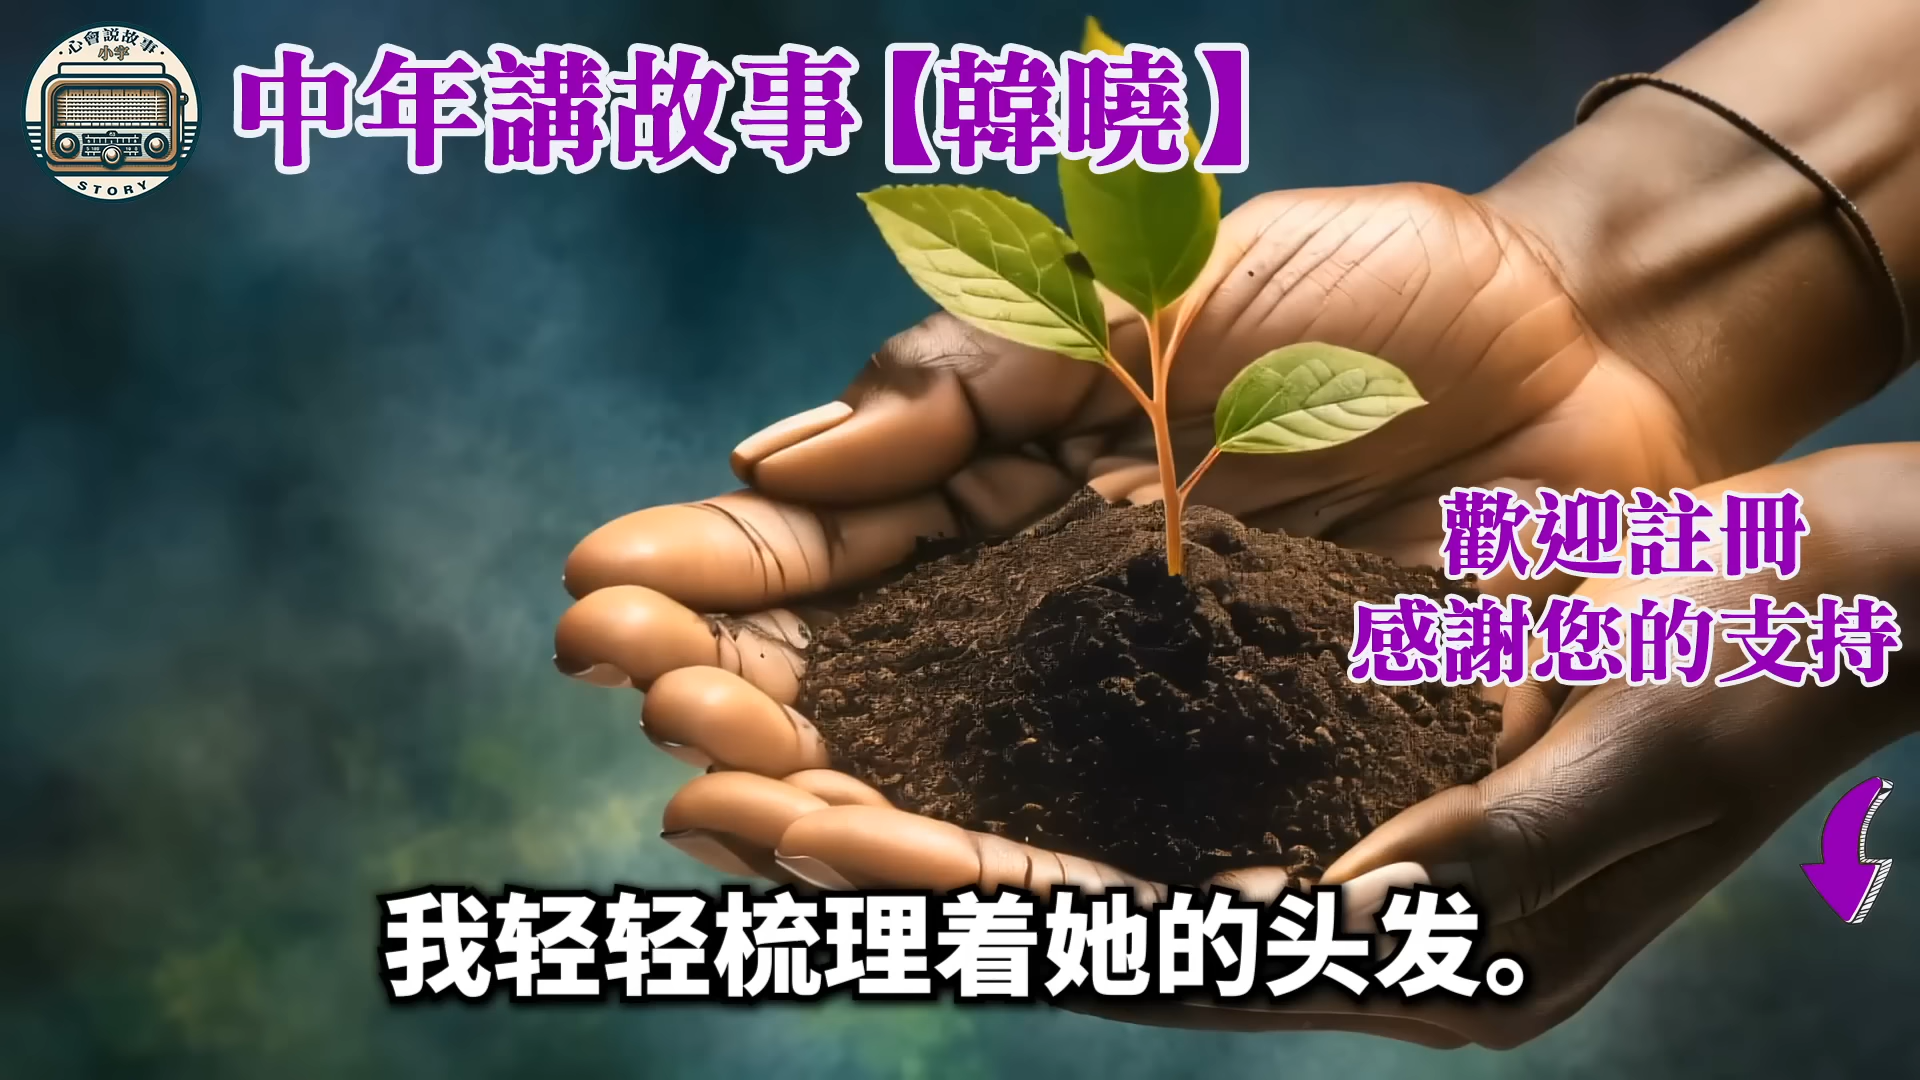 ·心會説故事·
小宇
STORY
中年講故事【韓曉】
歡迎註冊
感謝您的支持
我轻轻梳理着她的头发。